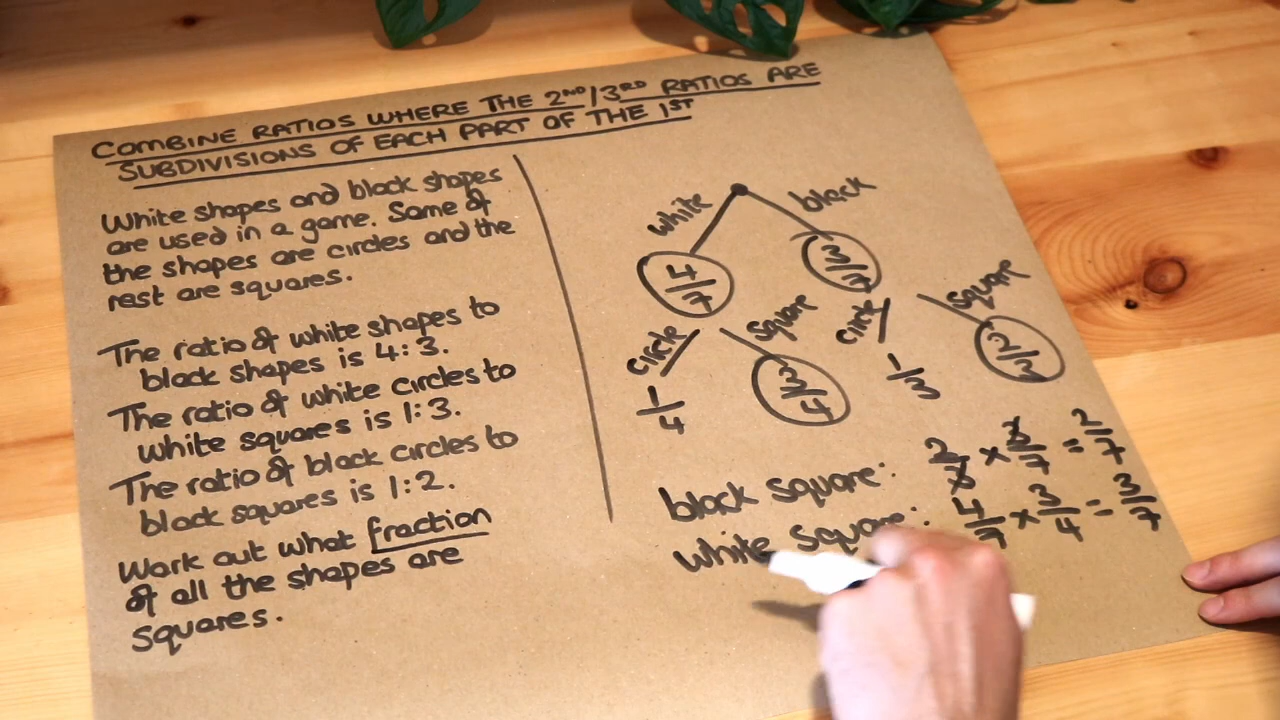 COMBINE RATIOS WHERE THE 2ND/3RD RATIOS ARE
SUBDIVISIONS OF EACH PART OF THE 1ST
White shapes and black shapes
are used in a game. Some of
the shapes are circles and the
rest are squares.
The ratio of white shapes to
black shapes is 4:3.
The ratio of white circles to
white squares is 1:3.
The ratio of black circles to
black squares is 1:2.
Work out what fraction
of all the shapes are
squares.
white black
4/7 3/7
circle square circle square
1/4 3/4 1/3 2/3
black square: 2/3 × 3/7 = 2/7
white square: 4/7 × 3/4 = 3/7